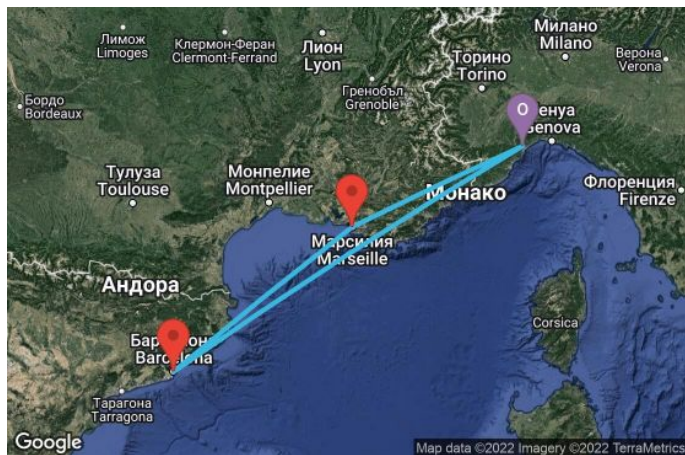 Лимож
Limoges
Клермон-Феран
Clermont-Ferrand
Лион
Lyon
Милано
Milano
Торино
Torino
Верона
Verona
Гренобъл
Grenoble
Бордо
Bordeaux
O
енуа
Genova
Тулуза
Toulouse
Монпелие
Montpellier
Монако
Флоренция
Firenze
Марсилия
Marseille
Андора
Corsica
Barcelona
Тарагона
Tarragona
Google
Map data ©2022 Imagery ©2022 TerraMetrics